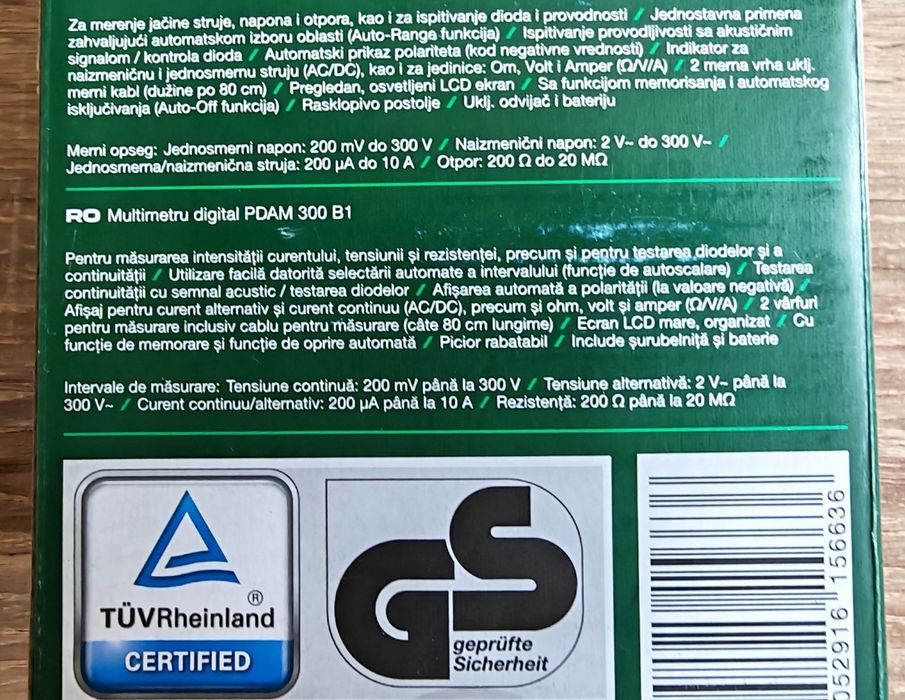 Za merenje jačine struje, napona i otpora, kao i za ispitivanje dioda i provodnosti / Jednostavna primena
zahvaljujući automatskom izboru oblasti (Auto-Range funkcija) / Ispitivanje provodljivosti sa akustičnim
signalom / kontrola dioda / Automatski prikaz polariteta (kod negativne vrednosti) / Indikator za
naizmeničnu i jednosmernu struju (AC/DC), kao i za jedinice: Om, Volt i Amper (Ω/V/A) / 2 merna vrha uklj.
merni kabl (dužine po 80 cm) / Pregledan, osvetljeni LCD ekran / Sa funkcijom memorisanja i automatskog
isključivanja (Auto-Off funkcija) / Rasklopivo postolje / Uklj. odvijač i bateriju
Merni opseg: Jednosmerni napon: 200 mV do 300 V / Naizmenični napon: 2 V~ do 300 V~ /
Jednosmerna/naizmenična struja: 200 µA do 10 A / Otpor: 200 Ω do 20 MΩ
RO Multimetru digital PDAM 300 B1
Pentru măsurarea intensității curentului, tensiunii și rezistenței, precum și pentru testarea diodelor și a
continuității / Utilizare facilă datorită selectării automate a intervalului (funcție de autoscalare) / Testarea
continuității cu semnal acustic / testarea diodelor / Afișarea automată a polarității (la valoare negativă) /
Afișaj pentru curent alternativ și curent continuu (AC/DC), precum și ohm, volt și amper (Ω/V/A) / 2 vârfuri
pentru măsurare inclusiv cablu pentru măsurare (câte 80 cm lungime) / Ecran LCD mare, organizat / Cu
funcție de memorare și funcție de oprire automată / Picior rabatabil / Include șurubelniță și baterie
Intervale de măsurare: Tensiune continuă: 200 mV până la 300 V / Tensiune alternativă: 2 V~ până la
300 V~ / Curent continuu/alternativ: 200 µA până la 10 A / Rezistență: 200 Ω până la 20 MΩ
TÜVRheinland®
CERTIFIED
GS
geprüfte
Sicherheit
052916 156636